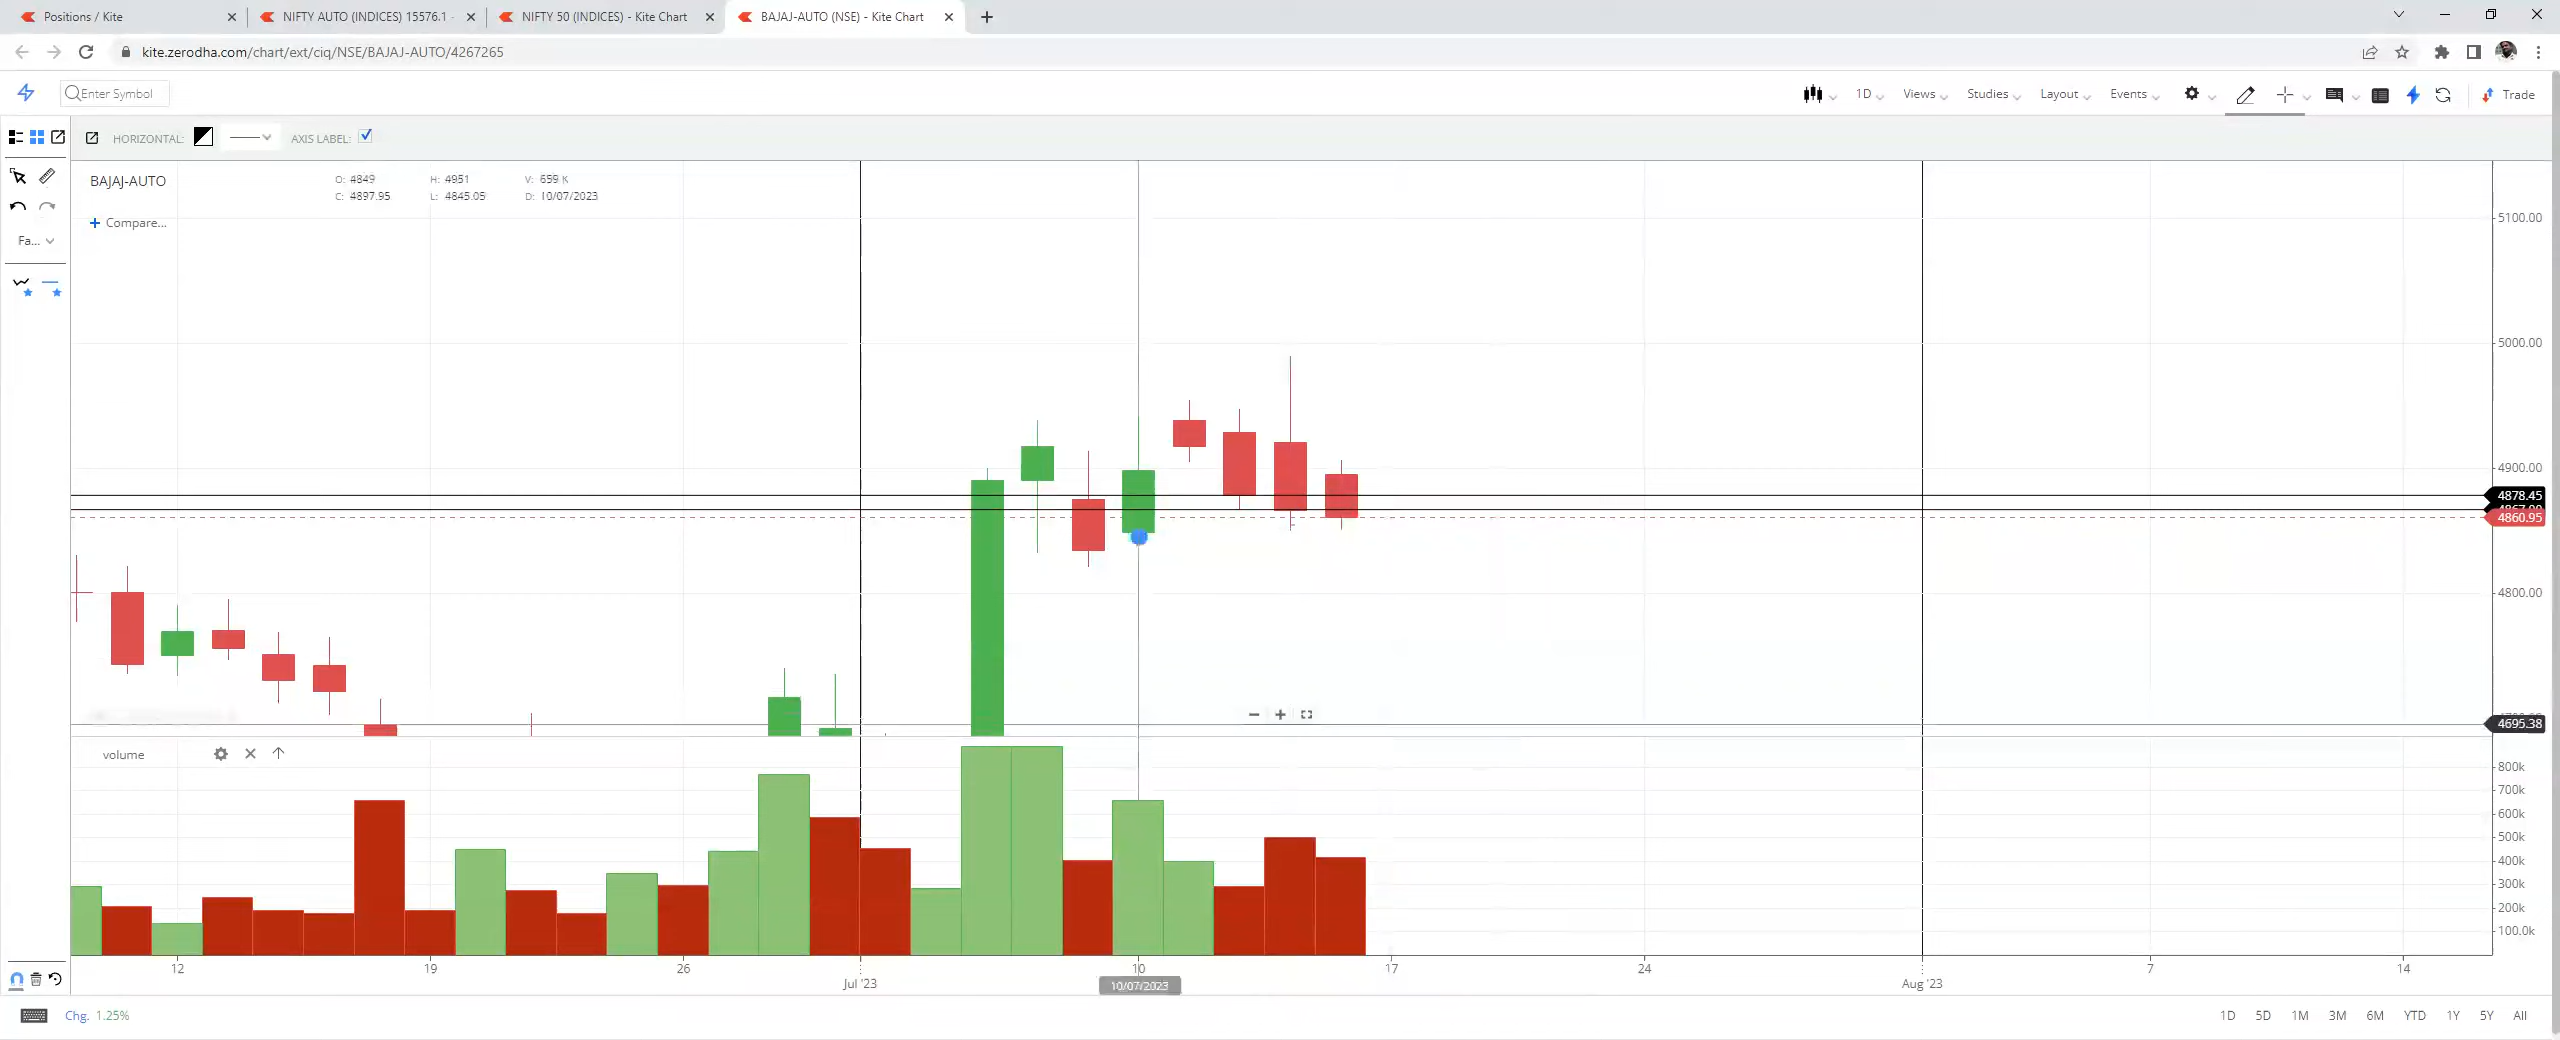 Positions / Kite
NIFTY AUTO (INDICES) 15576.1 -
NIFTY 50 (INDICES) - Kite Chart
BAJAJ-AUTO (NSE) - Kite Chart
kite.zerodha.com/chart/ext/ciq/NSE/BAJAJ-AUTO/4267265
Enter Symbol
1D
Views
Studies
Layout
Events
Trade
HORIZONTAL:
AXIS LABEL:
BAJAJ-AUTO
O: 4849 H: 4951 V: 659 K
C: 4897.95 L: 4845.05 D: 10/07/2023
Compare...
Fa...
5100.00
5000.00
4900.00
4878.45
4860.95
4800.00
4695.38
volume
800k
700k
600k
500k
400k
300k
200k
100.0k
12 19 26 10 17 24 7 14
Jul '23 10/07/2023 Aug '23
Chg. 1.25%
1D 5D 1M 3M 6M YTD 1Y 5Y All